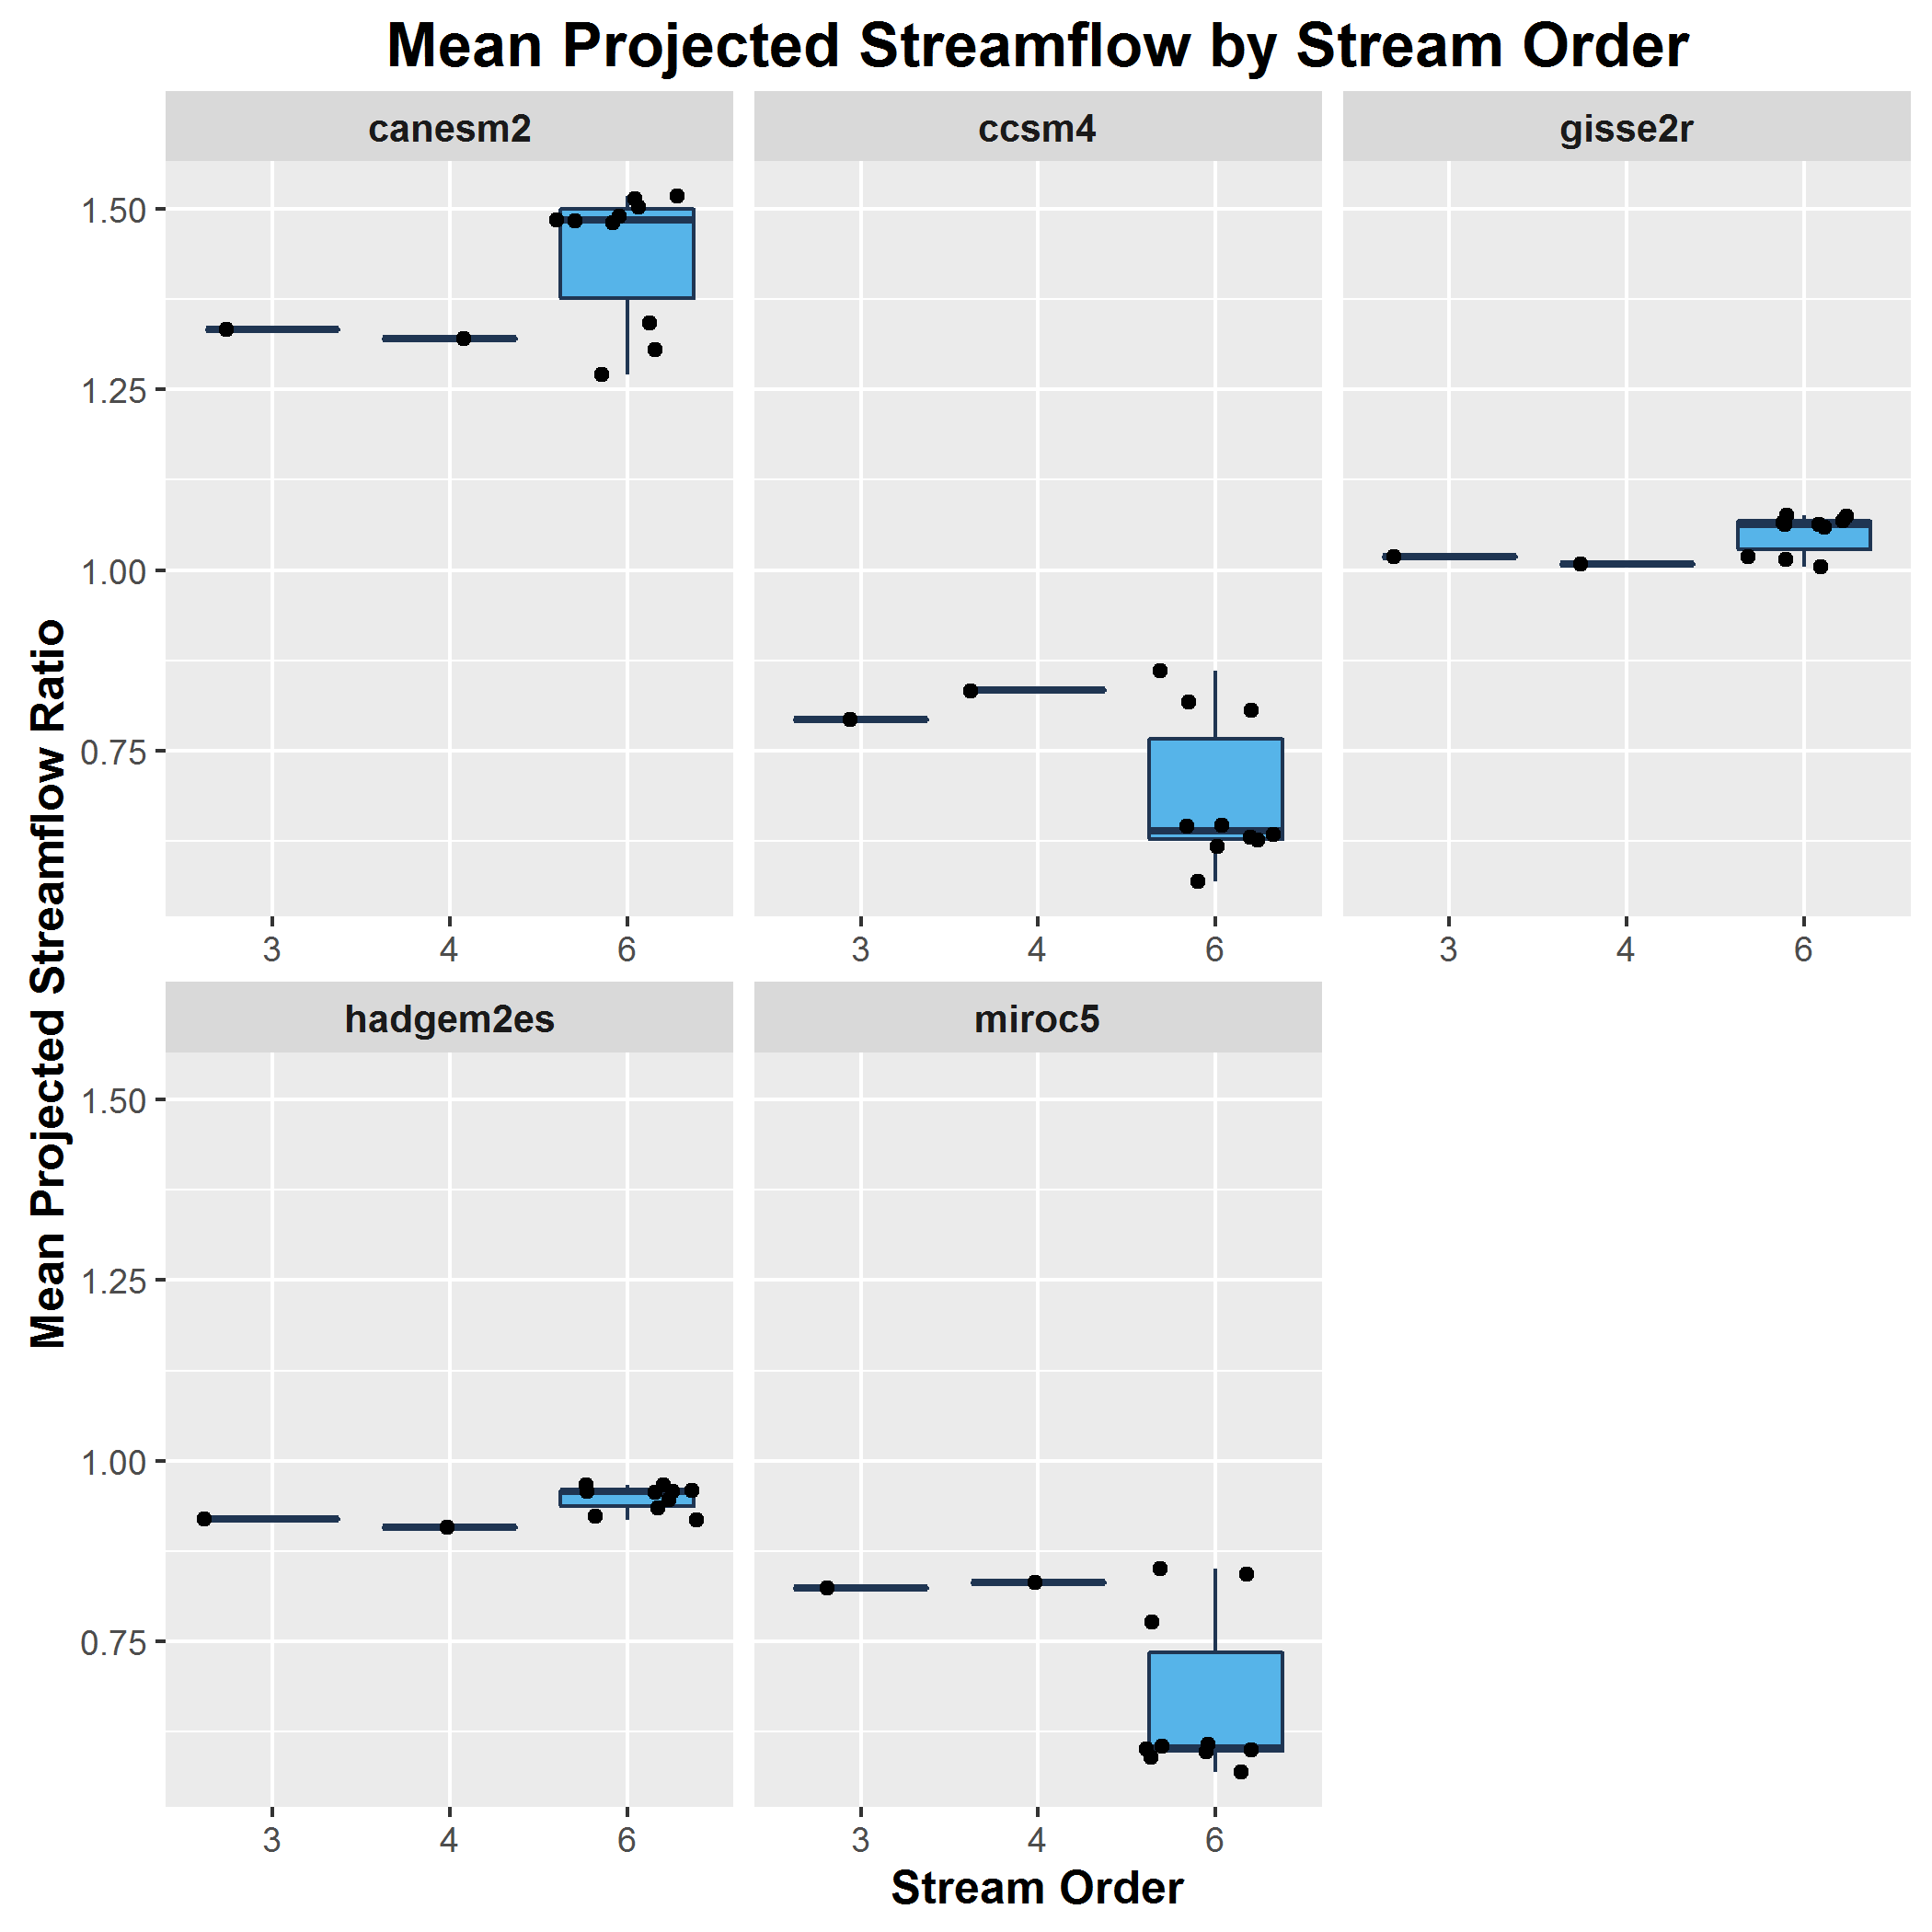 Mean Projected Streamflow by Stream Order
canesm2
ccsm4
gisse2r
1.50
1.25
1.00
0.75
3
4
6
3
4
6
3
4
6
Mean Projected Streamflow Ratio
hadgem2es
miroc5
1.50
1.25
1.00
0.75
3
4
6
3
4
6
Stream Order